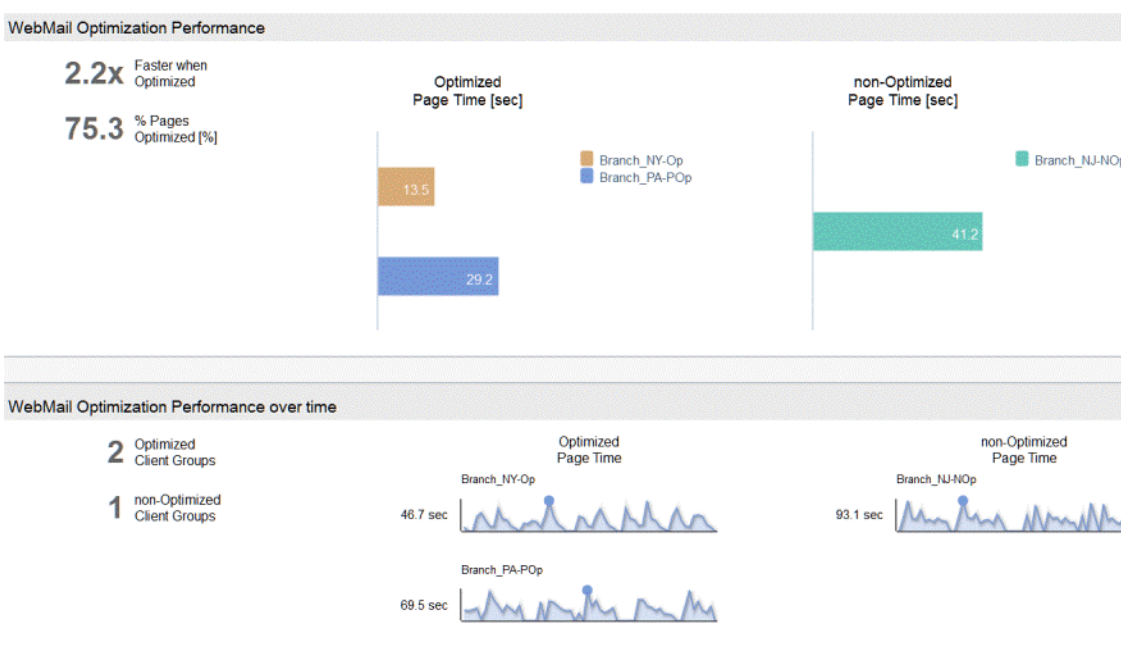 WebMail Optimization Performance
2.2x Faster when
Optimized
75.3 % Pages
Optimized [%]
Optimized
Page Time [sec]
Branch_NY-Op
Branch_PA-POp
13.5
29.2
non-Optimized
Page Time [sec]
Branch_NJ-NOp
41.2
WebMail Optimization Performance over time
2 Optimized
Client Groups
1 non-Optimized
Client Groups
Optimized
Page Time
Branch_NY-Op
46.7 sec
Branch_PA-POp
69.5 sec
non-Optimized
Page Time
Branch_NJ-NOp
93.1 sec